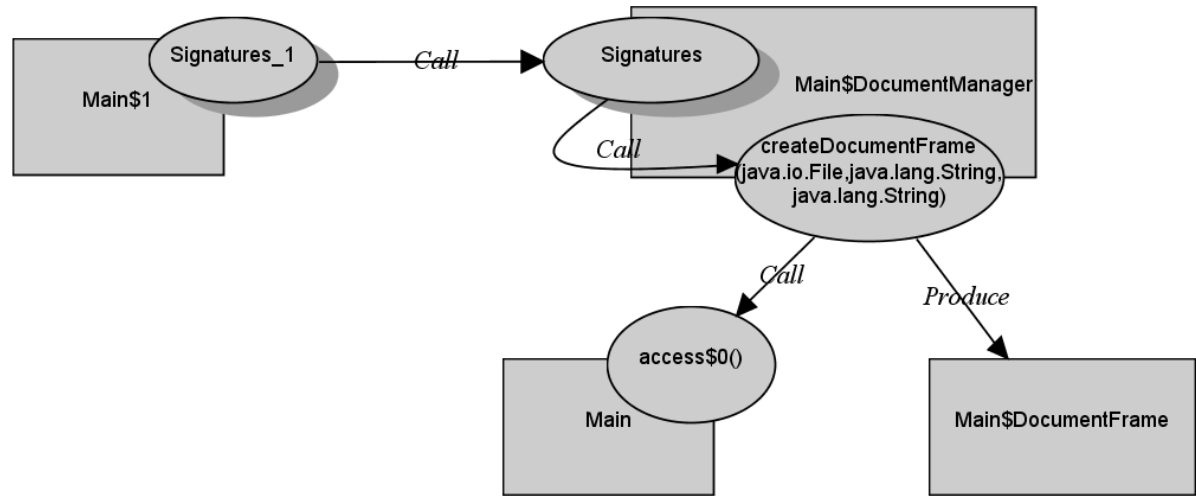 Signatures_1
Call
Signatures
Main$1
Main$DocumentManager
Call
createDocumentFrame
(java.io.File,java.lang.String,
java.lang.String)
Call
Produce
access$0()
Main
Main$DocumentFrame